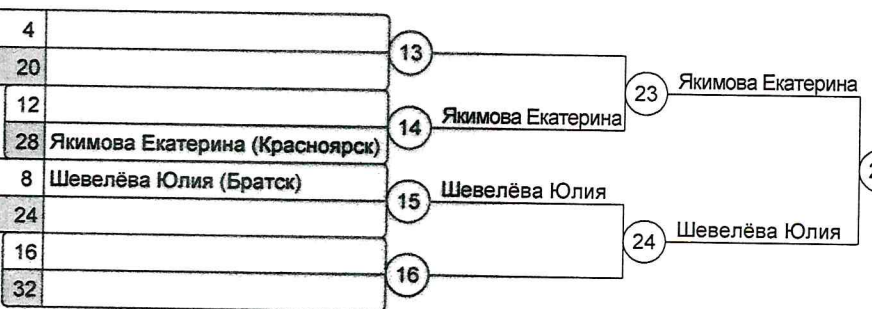 4
13
20
23 Якимова Екатерина
12
14 Якимова Екатерина
28 Якимова Екатерина (Красноярск)
8 Шевелёва Юлия (Братск)
15 Шевелёва Юлия
24
24 Шевелёва Юлия
16
16
32